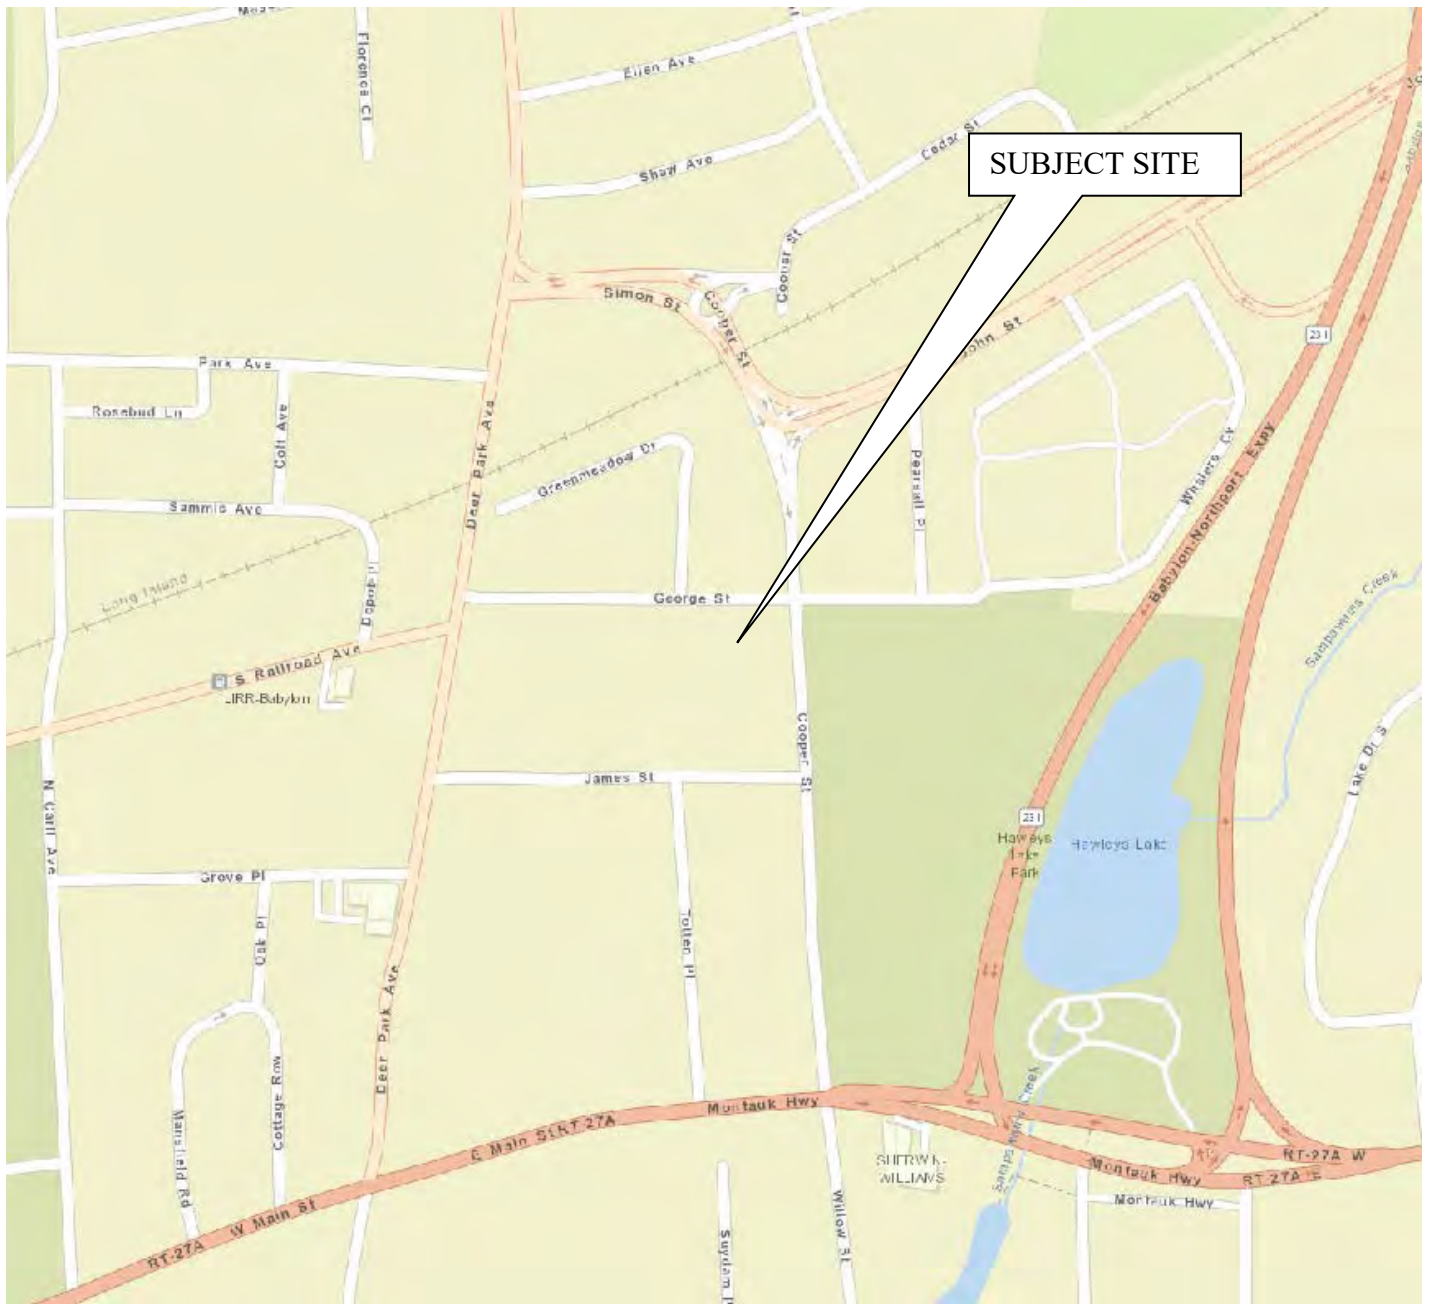 Florence Ct
Ellen Ave
Shaw Ave
Cedar St
SUBJECT SITE
Cooper St
Simon St
Cooper St
John St
231
Park Ave
Rosebud Ln
Colt Ave
Deer Park Ave
Greenmeadow Dr
Pearsall Pl
Whalers Cv
Babylon-Northport Expy
Sammis Ave
Long Island
Depot
George St
Sampawams Creek
S Railroad Ave
LIRR-Babylon
Cooper St
Lake Dr S
James St
N Carll Ave
231
Hawleys
Lake
Park
Hawleys Lake
Grove Pl
Oak Pl
Totten Pl
Deer Park Ave
Mansfield Rd
Cottage Row
E Main St RT-27A
Montauk Hwy
Sampawams Creek
SHERWIN-
WILLIAMS
RT-27A W
Montauk Hwy
RT-27A E
Montauk Hwy
Willow St
W Main St
RT-27A
Suydam